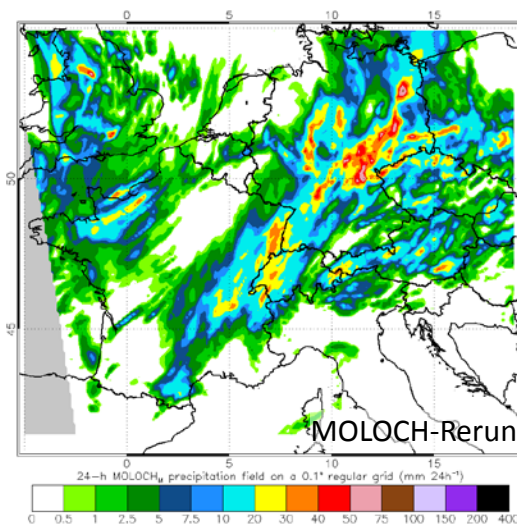 0 5 10 15
50
45
MOLOCH-Rerun
0 5 10 15
24-h MOLOCH_M precipitation field on a 0.1° regular grid (mm 24h⁻¹)
0 0.5 1 2.5 5 7.5 10 20 30 40 50 75 100 150 200 400